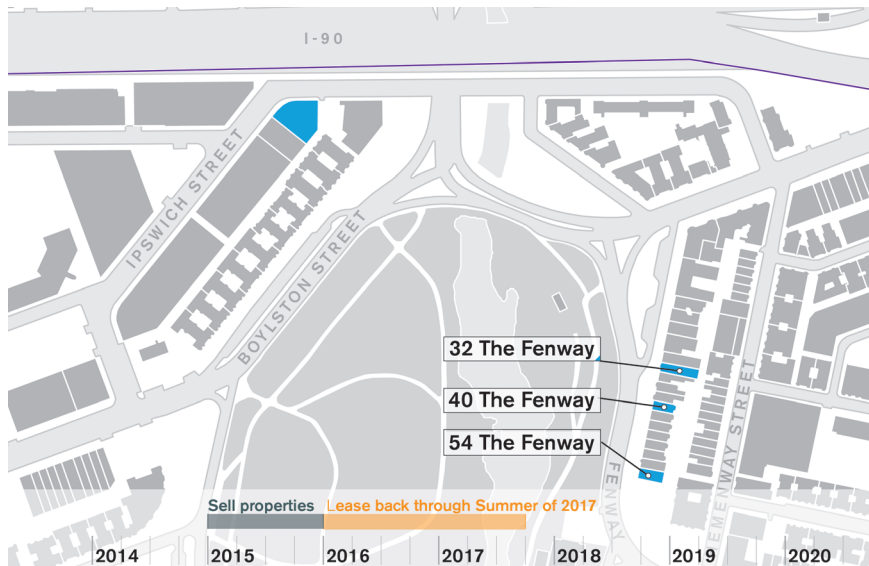 I-90
IPSWICH STREET
BOYLSTON STREET
32 The Fenway
40 The Fenway
54 The Fenway
FENWAY
EMENWAY STREET
Sell properties
Lease back through Summer of 2017
2014
2015
2016
2017
2018
2019
2020